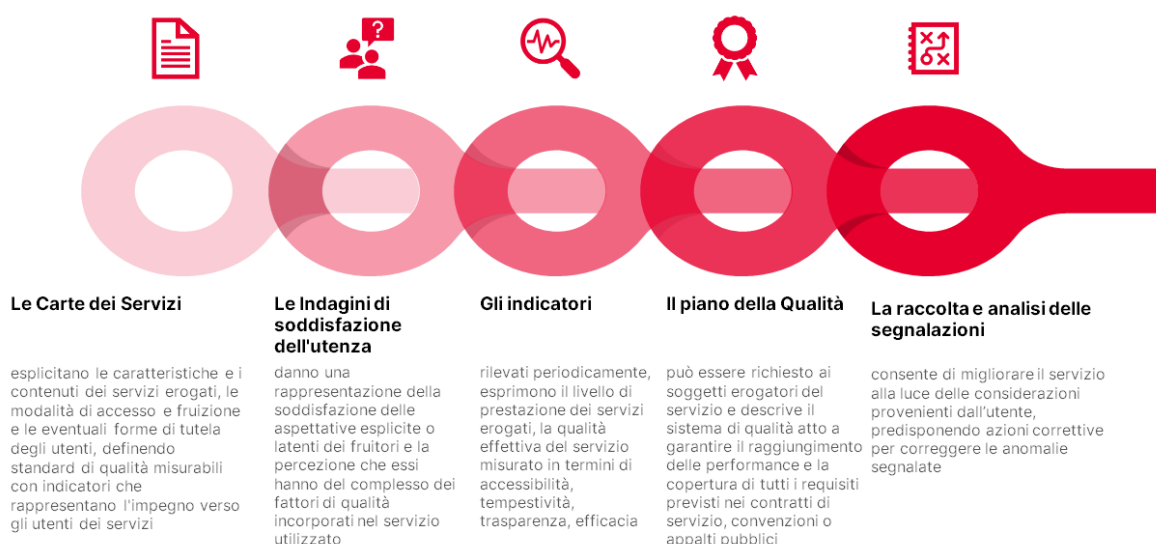 ?
Le Carte dei Servizi
esplicitano le caratteristiche e i
contenuti dei servizi erogati, le
modalità di accesso e fruizione
e le eventuali forme di tutela
degli utenti, definendo
standard di qualità misurabili
con indicatori che
rappresentano l'impegno verso
gli utenti dei servizi
Le Indagini di
soddisfazione
dell'utenza
danno una
rappresentazione della
soddisfazione delle
aspettative esplicite o
latenti dei fruitori e la
percezione che essi
hanno del complesso dei
fattori di qualità
incorporati nel servizio
utilizzato
Gli indicatori
rilevati periodicamente,
esprimono il livello di
prestazione dei servizi
erogati, la qualità
effettiva del servizio
misurato in termini di
accessibilità,
tempestività,
trasparenza, efficacia
Il piano della Qualità
può essere richiesto ai
soggetti erogatori del
servizio e descrive il
sistema di qualità atto a
garantire il raggiungimento
delle performance e la
copertura di tutti i requisiti
previsti nei contratti di
servizio, convenzioni o
appalti pubblici
La raccolta e analisi delle
segnalazioni
consente di migliorare il servizio
alla luce delle considerazioni
provenienti dall’utente,
predisponendo azioni correttive
per correggere le anomalie
segnalate